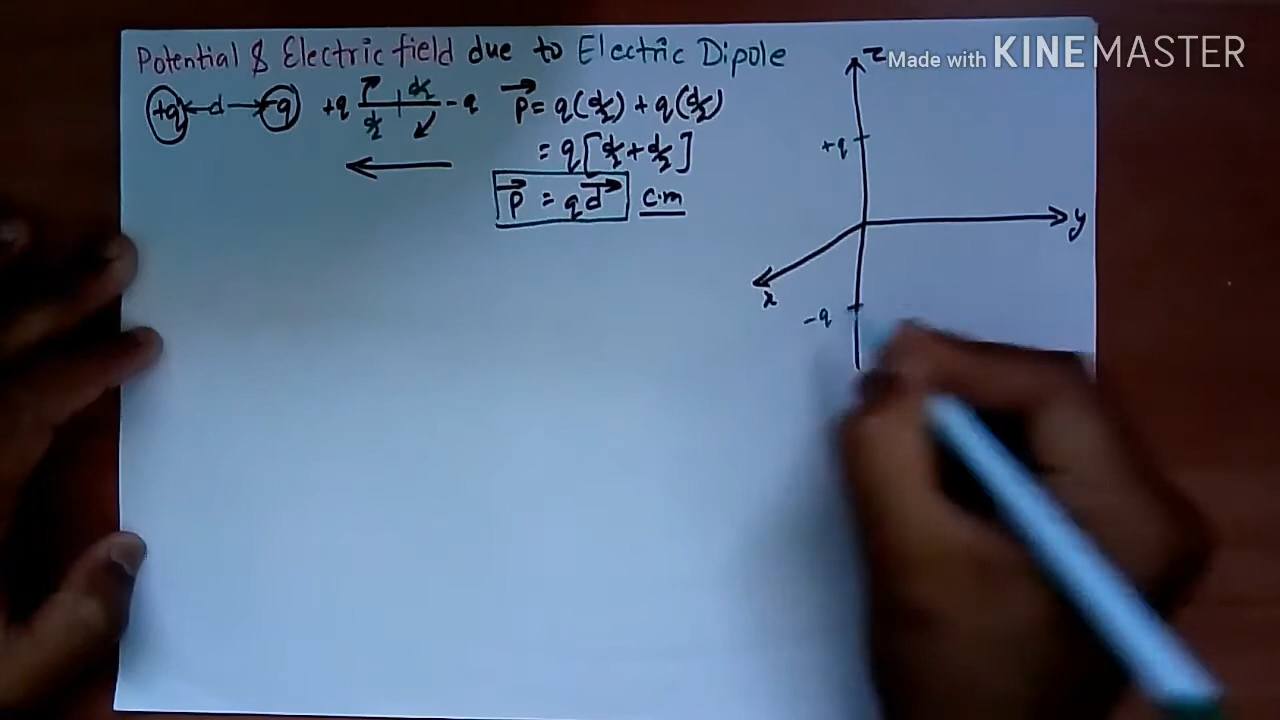 Potential & Electric field due to Electric Dipole
+q d -q +q d/2 d/2 -q p = q(d/2) + q(d/2)
= q[d/2 + d/2]
p = qd c.m
z
+q
y
x
-q
Made with KINEMASTER